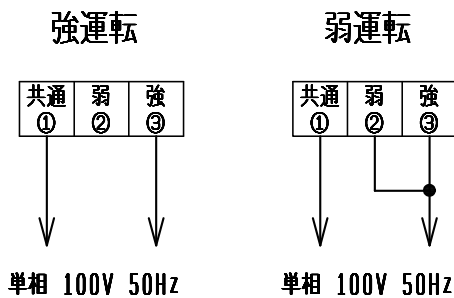 強運転 弱運転
共通 弱 強 共通 弱 強
① ② ③ ① ② ③
単相 100V 50Hz 単相 100V 50Hz